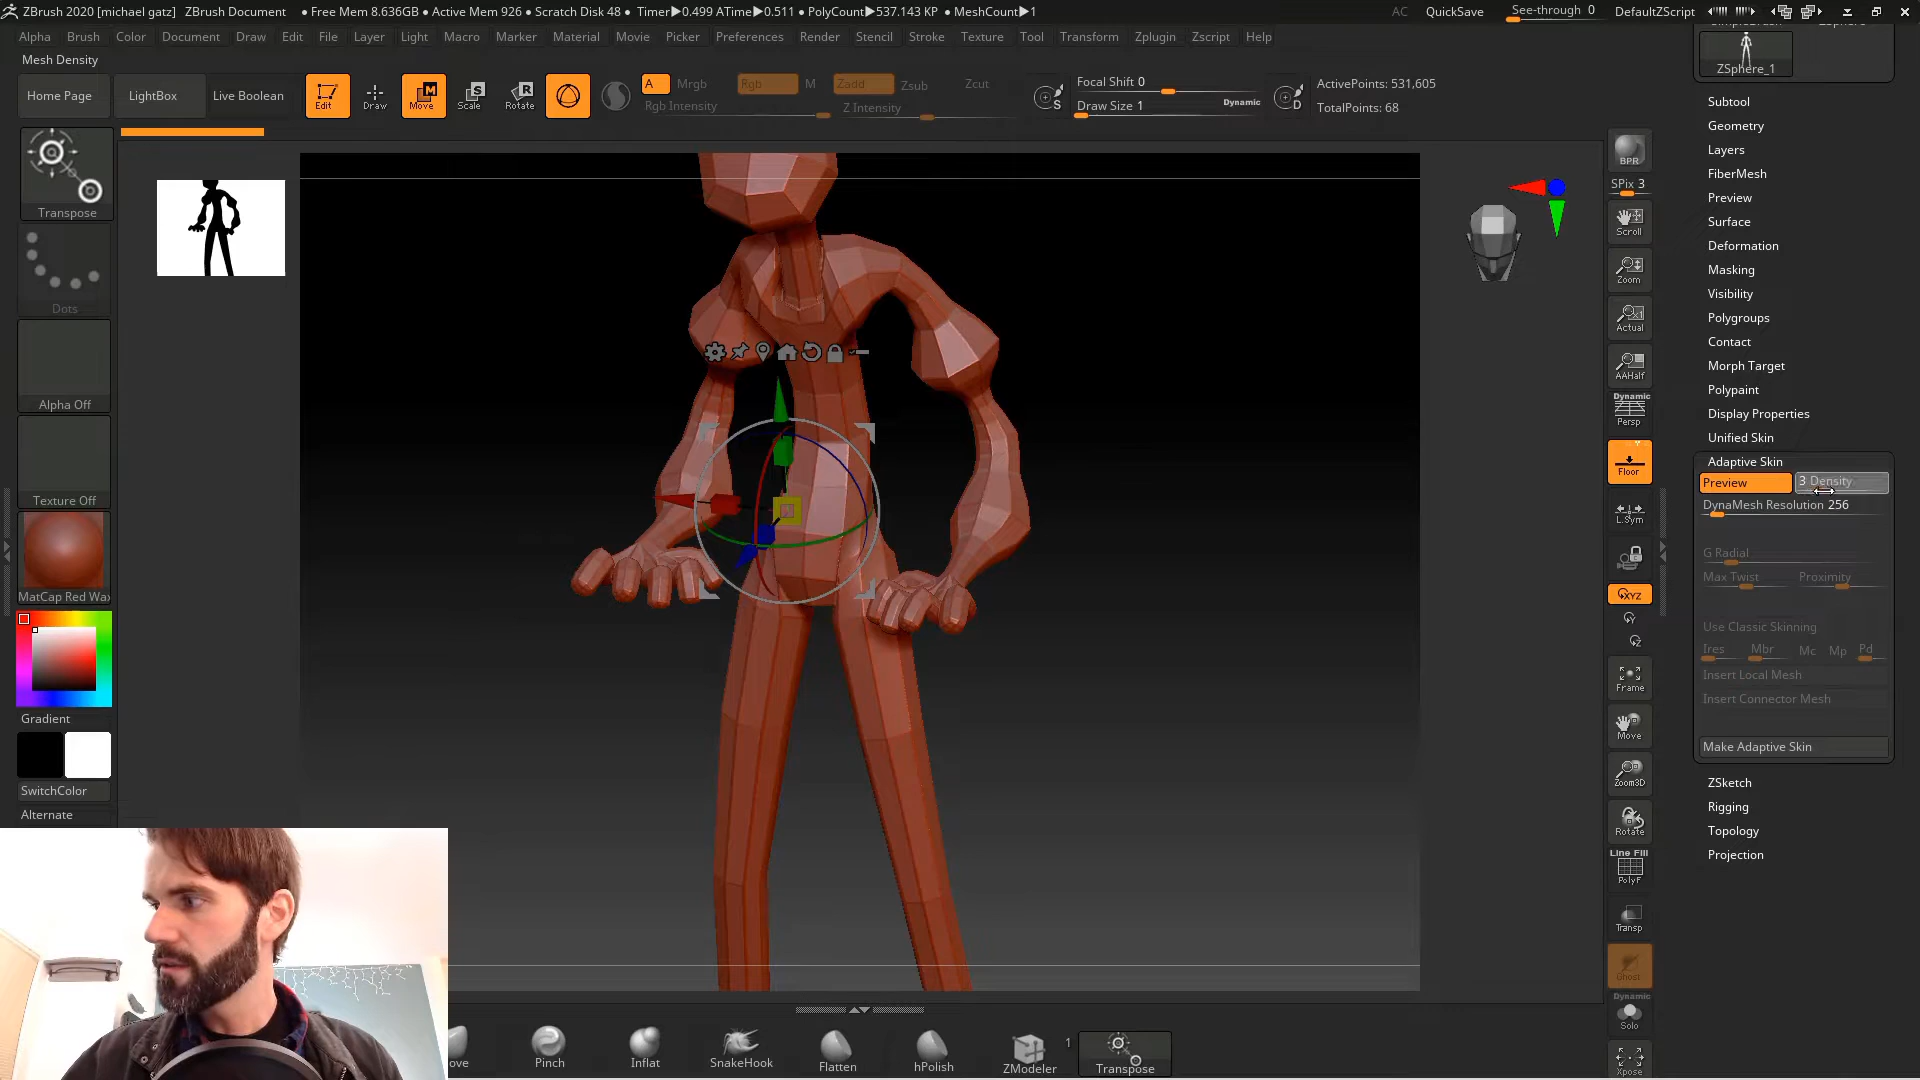 ZBrush 2020 [michael gatz] ZBrush Document ● Free Mem 8.636GB ● Active Mem 926 ● Scratch Disk 48 ● Timer▶0.499 ATime▶0.511 ● PolyCount▶537.143 KP ● MeshCount▶1 AC QuickSave See-through 0 DefaultZScript
Alpha Brush Color Document Draw Edit File Layer Light Macro Marker Material Movie Picker Preferences Render Stencil Stroke Texture Tool Transform Zplugin Zscript Help
Mesh Density
Home Page LightBox Live Boolean Edit Draw Move Scale Rotate
A Mrgb Rgb M Zadd Zsub Zcut
Rgb Intensity Z Intensity
S Focal Shift 0
Draw Size 1 Dynamic D
ActivePoints: 531,605
TotalPoints: 68
Transpose
Dots
Alpha Off
Texture Off
MatCap Red Wax
Gradient
SwitchColor
Alternate
BPR
SPix 3
Scroll
Zoom
Actual
AAHalf
Dynamic
Persp
Floor
L.Sym
XYZ
Frame
Move
Zoom3D
Rotate
Line Fill
PolyF
Transp
Ghost
Dynamic
Solo
Xpose
ZSphere_1
Subtool
Geometry
Layers
FiberMesh
Preview
Surface
Deformation
Masking
Visibility
Polygroups
Contact
Morph Target
Polypaint
Display Properties
Unified Skin
Adaptive Skin
Preview 3 Density
DynaMesh Resolution 256
G Radial
Max Twist Proximity
Use Classic Skinning
Ires Mbr Mc Mp Pd
Insert Local Mesh
Insert Connector Mesh
Make Adaptive Skin
ZSketch
Rigging
Topology
Projection
Pinch Inflat SnakeHook Flatten hPolish ZModeler 1 Transpose